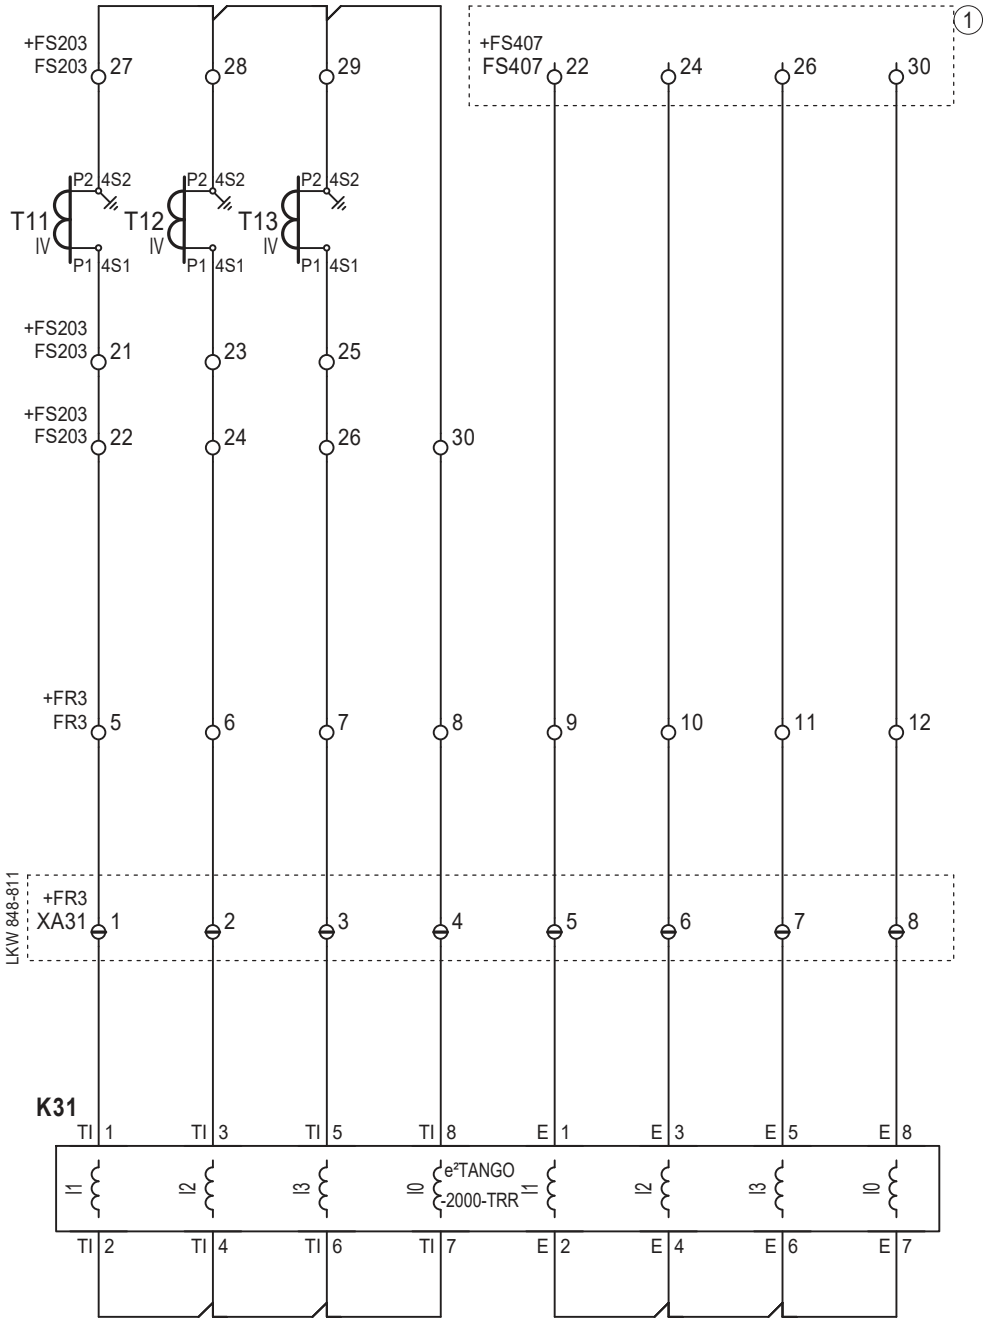 1
+FS203
FS203 27 28 29
+FS407
FS407 22 24 26 30
P2 4S2 P2 4S2 P2 4S2
T11 T12 T13
IV IV IV
P1 4S1 P1 4S1 P1 4S1
+FS203
FS203 21 23 25
+FS203
FS203 22 24 26 30
+FR3
FR3 5 6 7 8 9 10 11 12
LKW 848-811
+FR3
XA31 1 2 3 4 5 6 7 8
K31
TI 1 TI 3 TI 5 TI 8 E 1 E 3 E 5 E 8
I1 I2 I3 I0 e²TANGO I1 I2 I3 I0
-2000-TRR
TI 2 TI 4 TI 6 TI 7 E 2 E 4 E 6 E 7